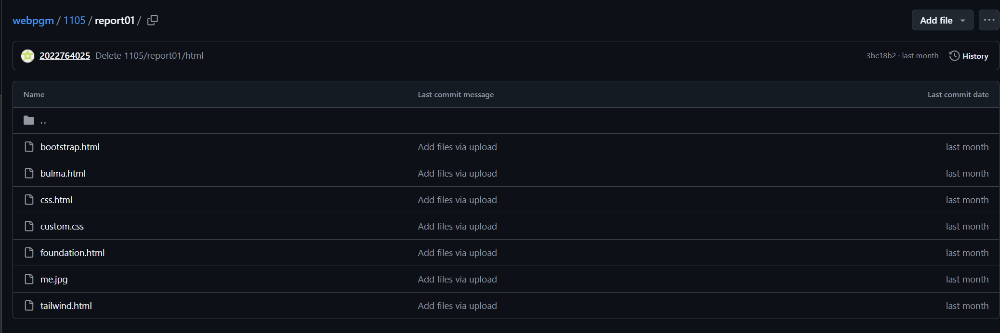 webpgm / 1105 / report01 /
Add file
2022764025 Delete 1105/report01/html 3bc18b2 · last month History
Name Last commit message Last commit date
..
bootstrap.html Add files via upload last month
bulma.html Add files via upload last month
css.html Add files via upload last month
custom.css Add files via upload last month
foundation.html Add files via upload last month
me.jpg Add files via upload last month
tailwind.html Add files via upload last month